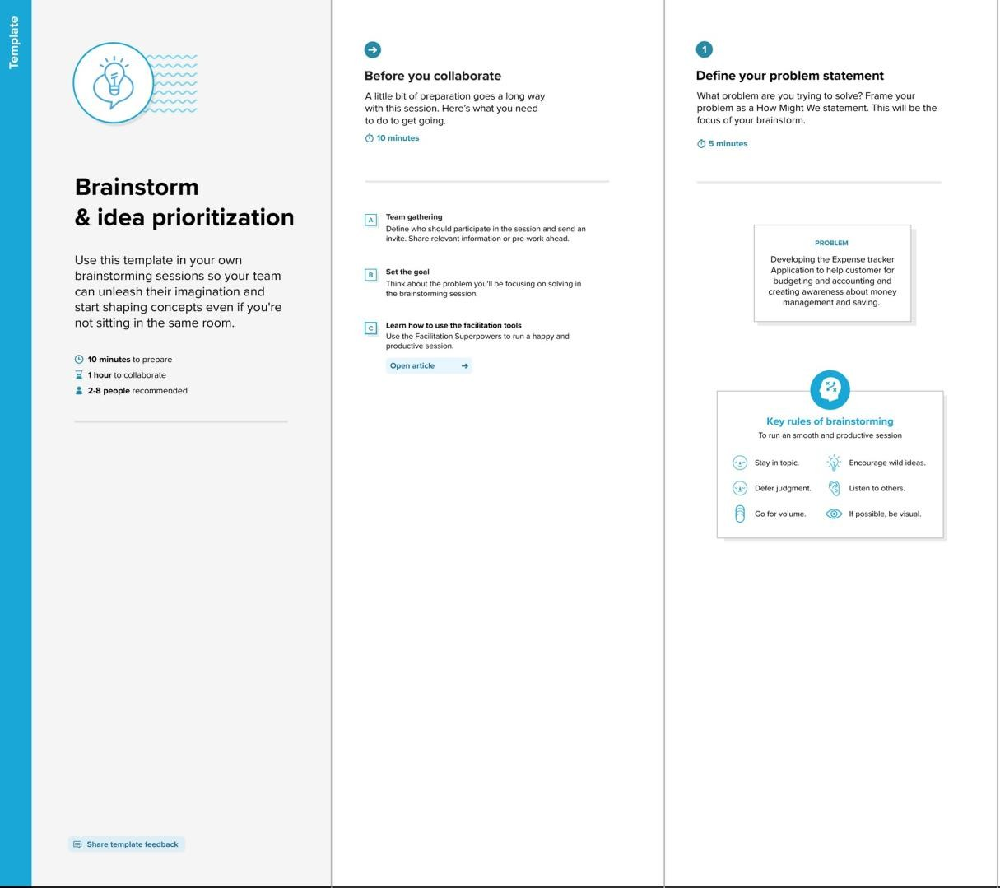 Template
Brainstorm
& idea prioritization
Use this template in your own
brainstorming sessions so your team
can unleash their imagination and
start shaping concepts even if you're
not sitting in the same room.
10 minutes to prepare
1 hour to collaborate
2-8 people recommended
Share template feedback
Before you collaborate
A little bit of preparation goes a long way
with this session. Here's what you need
to do to get going.
10 minutes
A
Team gathering
Define who should participate in the session and send an
invite. Share relevant information or pre-work ahead.
B
Set the goal
Think about the problem you'll be focusing on solving in
the brainstorming session.
C
Learn how to use the facilitation tools
Use the Facilitation Superpowers to run a happy and
productive session.
Open article
1
Define your problem statement
What problem are you trying to solve? Frame your
problem as a How Might We statement. This will be the
focus of your brainstorm.
5 minutes
PROBLEM
Developing the Expense tracker
Application to help customer for
budgeting and accounting and
creating awareness about money
management and saving.
Key rules of brainstorming
To run an smooth and productive session
Stay in topic.
Encourage wild ideas.
Defer judgment.
Listen to others.
Go for volume.
If possible, be visual.